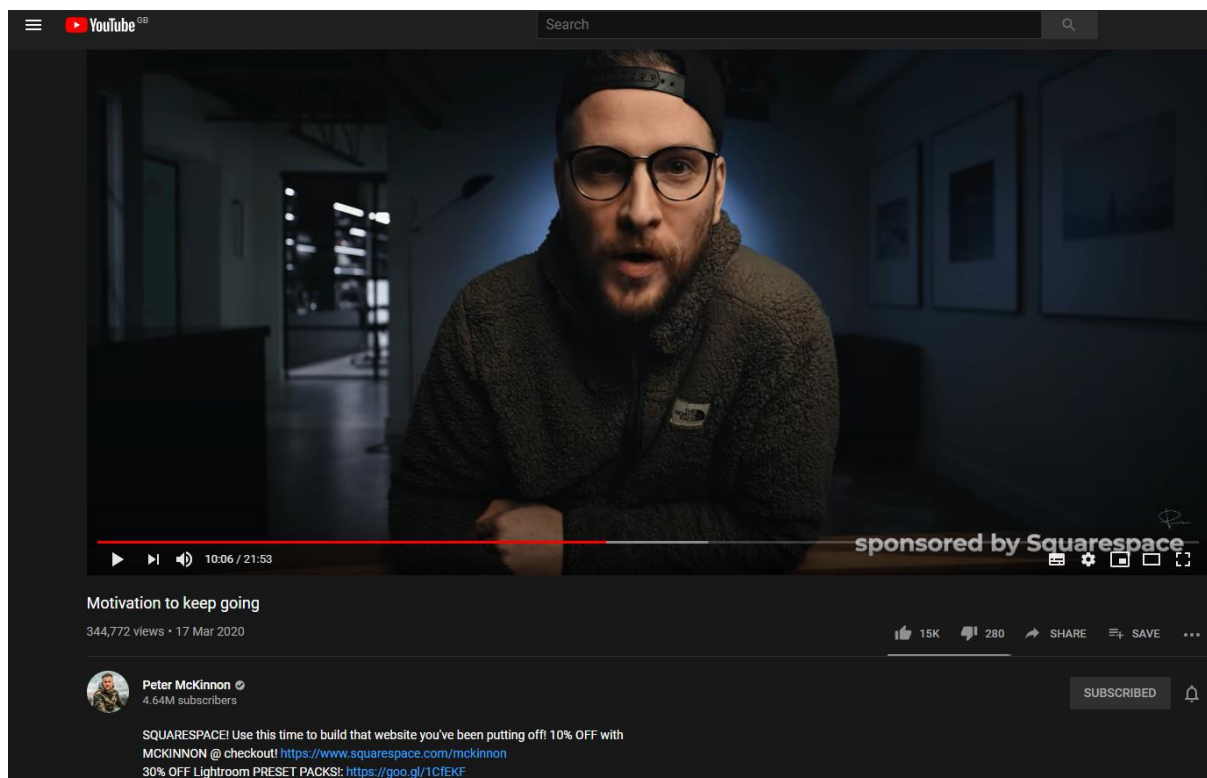 YouTube GB
Search
THE NORTH FACE
sponsored by Squarespace
10:06 / 21:53
Motivation to keep going
344,772 views • 17 Mar 2020
15K 280 SHARE SAVE
Peter McKinnon
4.64M subscribers
SUBSCRIBED
SQUARESPACE! Use this time to build that website you've been putting off! 10% OFF with
MCKINNON @ checkout! https://www.squarespace.com/mckinnon
30% OFF Lightroom PRESET PACKS!: https://goo.gl/1CfEKF